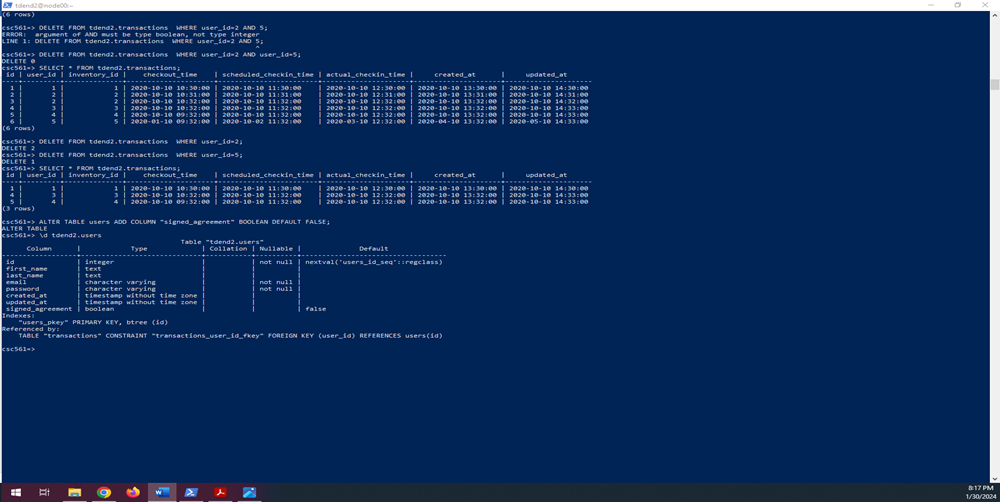 tdend2@node00:~
(6 rows)
csc561=> DELETE FROM tdend2.transactions  WHERE user_id=2 AND 5;
ERROR:  argument of AND must be type boolean, not type integer
LINE 1: DELETE FROM tdend2.transactions  WHERE user_id=2 AND 5;
^
csc561=> DELETE FROM tdend2.transactions  WHERE user_id=2 AND user_id=5;
DELETE 0
csc561=> SELECT * FROM tdend2.transactions;
id | user_id | inventory_id |    checkout_time    | scheduled_checkin_time | actual_checkin_time |     created_at      |     updated_at
----+---------+--------------+---------------------+------------------------+---------------------+---------------------+---------------------
1 |       1 |            1 | 2020-10-10 10:30:00 | 2020-10-10 11:30:00    | 2020-10-10 12:30:00 | 2020-10-10 13:30:00 | 2020-10-10 14:30:00
2 |       2 |            2 | 2020-10-10 10:31:00 | 2020-10-10 11:31:00    | 2020-10-10 12:31:00 | 2020-10-10 13:31:00 | 2020-10-10 14:31:00
3 |       2 |            2 | 2020-10-10 10:32:00 | 2020-10-10 11:32:00    | 2020-10-10 12:32:00 | 2020-10-10 13:31:00 | 2020-10-10 14:33:00
4 |       3 |            3 | 2020-10-10 10:32:00 | 2020-10-10 11:32:00    | 2020-10-10 12:32:00 | 2020-10-10 13:32:00 | 2020-10-10 14:33:00
5 |       4 |            4 | 2020-10-10 09:32:00 | 2020-10-10 11:32:00    | 2020-10-10 12:32:00 | 2020-10-10 13:32:00 | 2020-10-10 14:33:00
6 |       5 |            5 | 2020-01-10 09:32:00 | 2020-10-02 11:32:00    | 2020-03-10 12:32:00 | 2020-04-10 13:32:00 | 2020-05-10 14:33:00
(6 rows)
csc561=> DELETE FROM tdend2.transactions  WHERE user_id=2;
DELETE 2
csc561=> DELETE FROM tdend2.transactions  WHERE user_id=5;
DELETE 1
csc561=> SELECT * FROM tdend2.transactions;
id | user_id | inventory_id |    checkout_time    | scheduled_checkin_time | actual_checkin_time |     created_at      |     updated_at
----+---------+--------------+---------------------+------------------------+---------------------+---------------------+---------------------
1 |       1 |            1 | 2020-10-10 10:30:00 | 2020-10-10 11:30:00    | 2020-10-10 12:30:00 | 2020-10-10 13:30:00 | 2020-10-10 14:30:00
4 |       3 |            3 | 2020-10-10 10:32:00 | 2020-10-10 11:32:00    | 2020-10-10 12:32:00 | 2020-10-10 13:32:00 | 2020-10-10 14:33:00
5 |       4 |            4 | 2020-10-10 09:32:00 | 2020-10-10 11:32:00    | 2020-10-10 12:32:00 | 2020-10-10 13:32:00 | 2020-10-10 14:33:00
(3 rows)
csc561=> ALTER TABLE users ADD COLUMN "signed_agreement" BOOLEAN DEFAULT FALSE;
ALTER TABLE
csc561=> \d tdend2.users
Table "tdend2.users"
Column      |            Type             | Collation | Nullable |              Default
------------------+-----------------------------+-----------+----------+-----------------------------------
id               | integer                     |           | not null | nextval('users_id_seq'::regclass)
first_name       | text                        |           |          |
last_name        | text                        |           |          |
email            | character varying           |           | not null |
password         | character varying           |           | not null |
created_at       | timestamp without time zone |           |          |
updated_at       | timestamp without time zone |           |          |
signed_agreement | boolean                     |           |          | false
Indexes:
"users_pkey" PRIMARY KEY, btree (id)
Referenced by:
TABLE "transactions" CONSTRAINT "transactions_user_id_fkey" FOREIGN KEY (user_id) REFERENCES users(id)
csc561=>
8:17 PM
1/30/2024